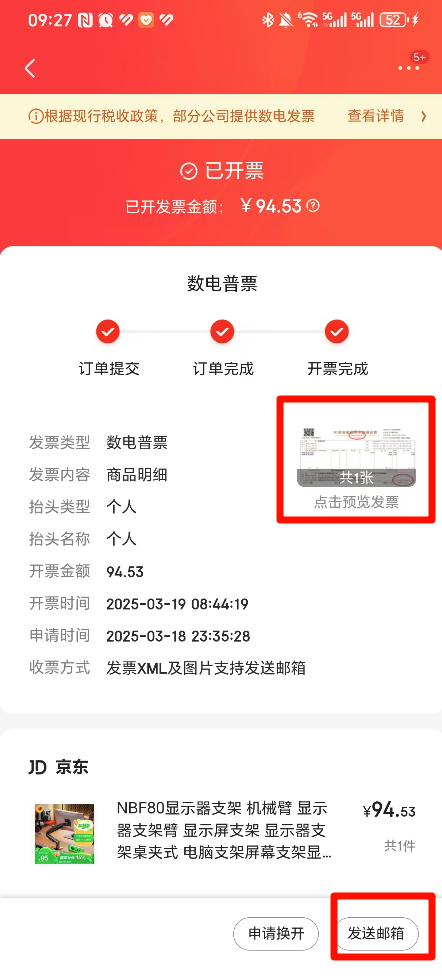 09:27
6 5G 5G 52
5+
根据现行税收政策，部分公司提供数电发票 查看详情
已开票
已开发票金额：￥94.53
数电普票
订单提交 订单完成 开票完成
发票类型 数电普票
发票内容 商品明细
抬头类型 个人
抬头名称 个人
开票金额 94.53
开票时间 2025-03-19 08:44:19
申请时间 2025-03-18 23:35:28
收票方式 发票XML及图片支持发送邮箱
共1张
点击预览发票
JD 京东
NBF80显示器支架 机械臂 显示
器支架臂 显示屏支架 显示器支
架桌夹式 电脑支架屏幕支架显...
¥94.53
共1件
申请换开 发送邮箱